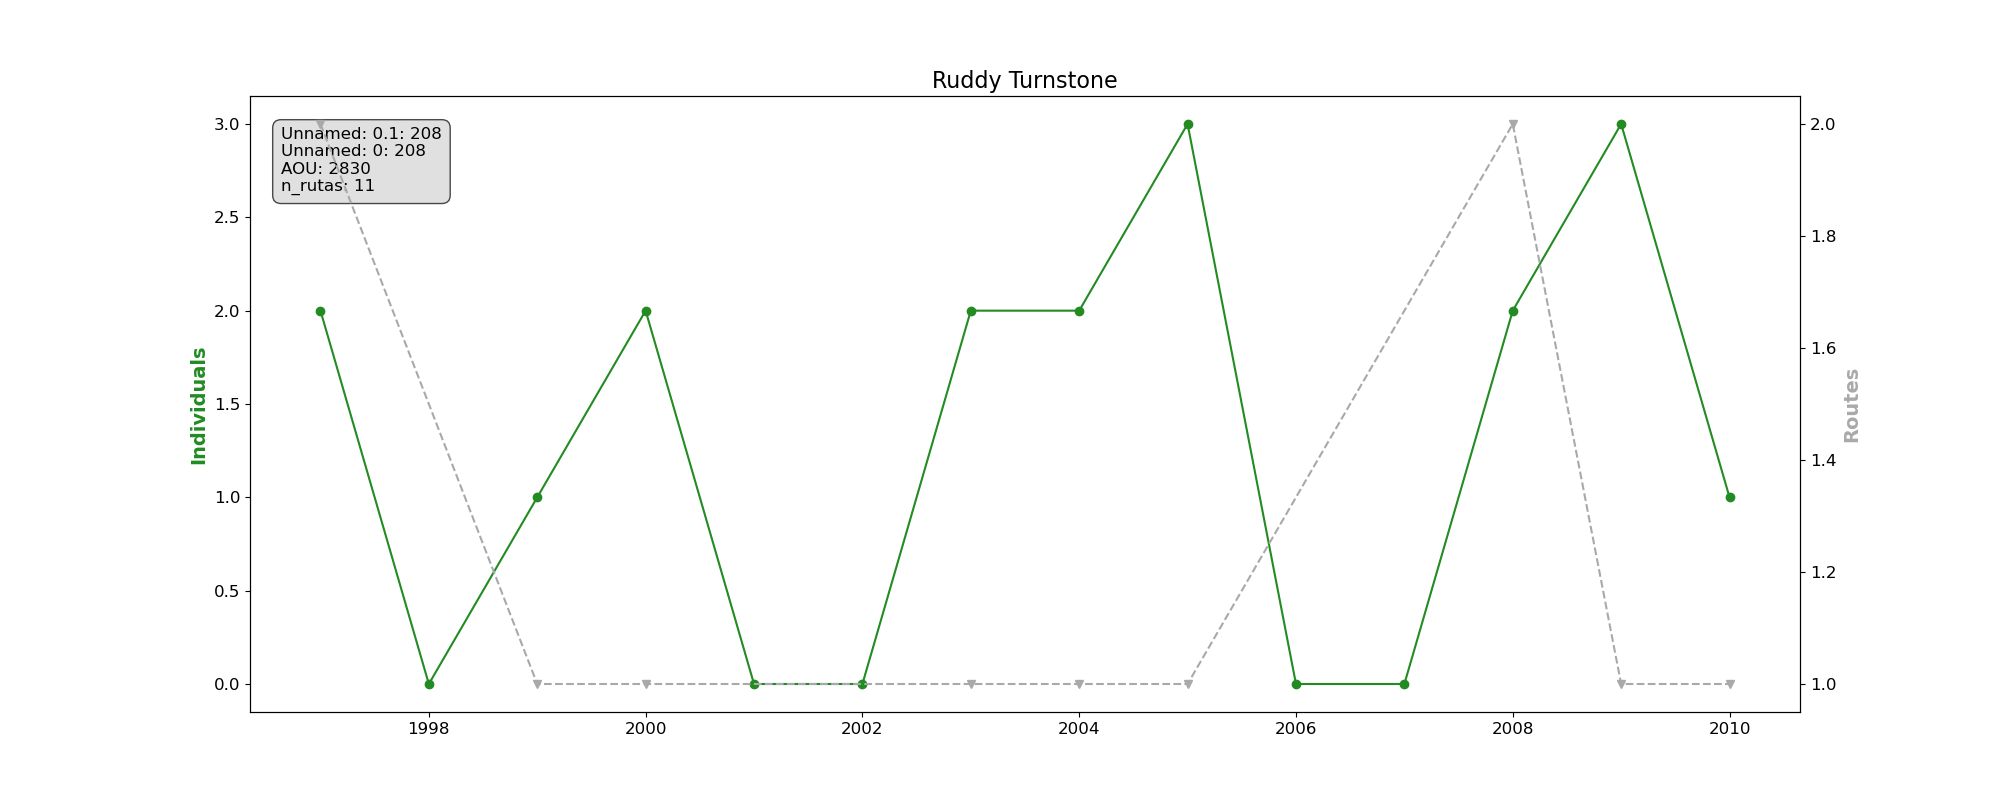 Ruddy Turnstone
Unnamed: 0.1: 208
Unnamed: 0: 208
AOU: 2830
n_rutas: 11
Individuals
3.0
2.5
2.0
1.5
1.0
0.5
0.0
2.0
1.8
1.6
1.4
1.2
1.0
Routes
1998 2000 2002 2004 2006 2008 2010